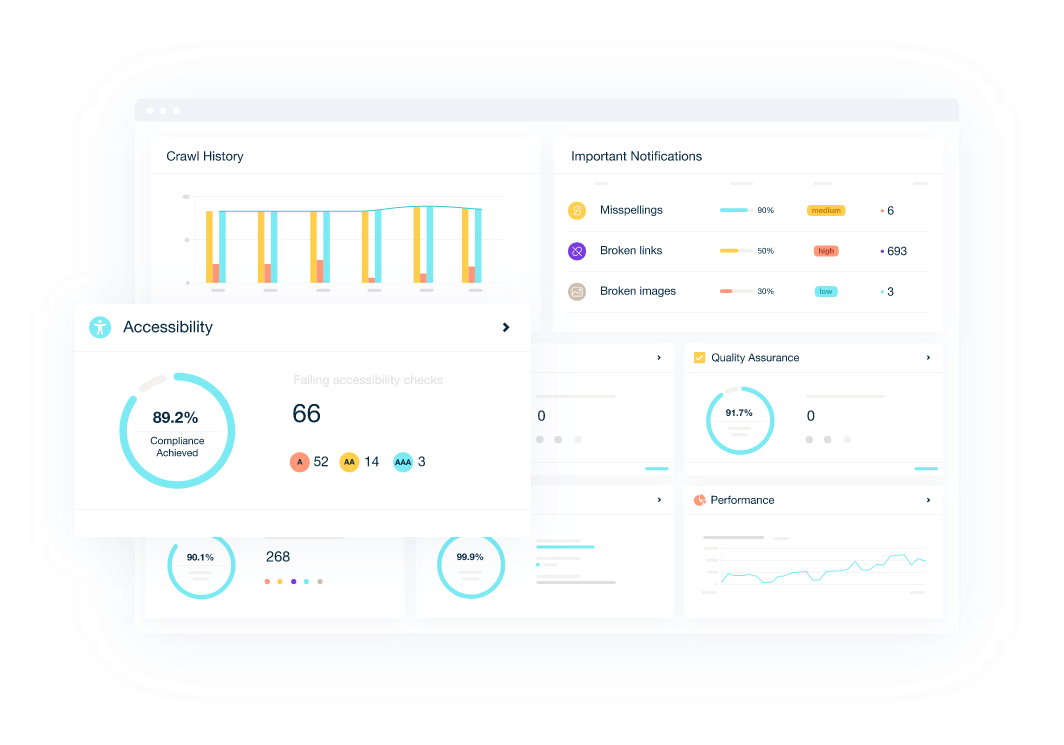 Crawl History
Important Notifications
Misspellings 90% medium 6
Broken links 50% high 693
Broken images 30% low 3
Accessibility
89.2%
Compliance
Achieved
Failing accessibility checks
66
A 52 AA 14 AAA 3
0
Quality Assurance
91.7%
0
Performance
90.1%
268
99.9%